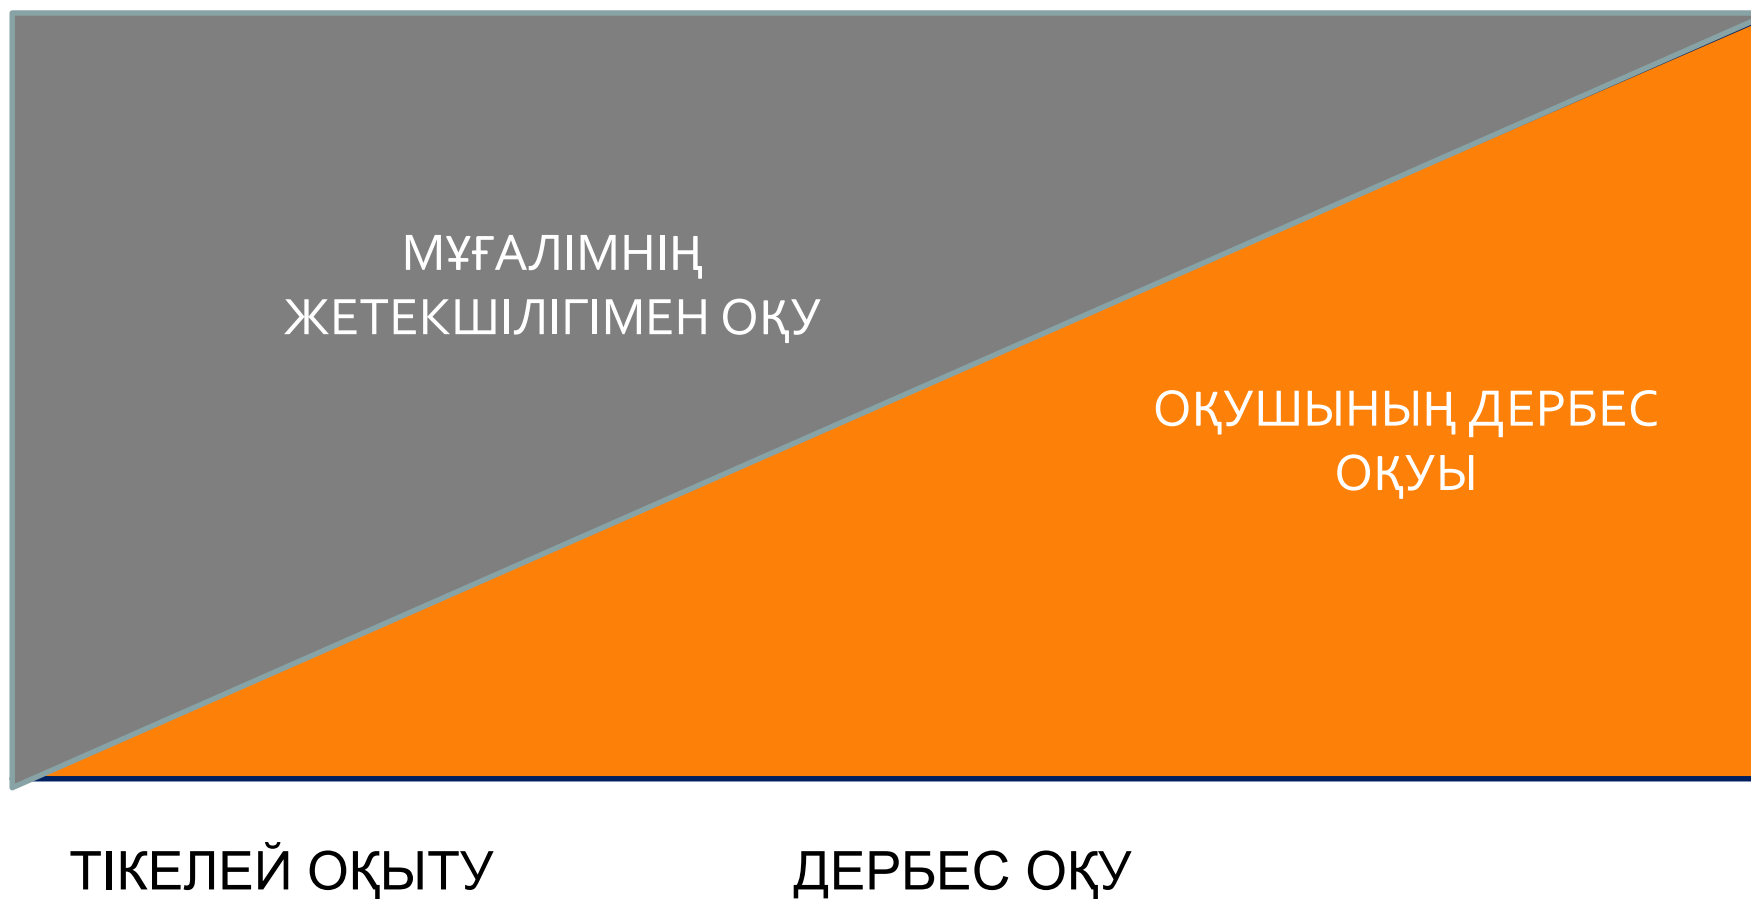 МҰҒАЛІМНІҢ
ЖЕТЕКШІЛІГІМЕН ОҚУ
ОҚУШЫНЫҢ ДЕРБЕС
ОҚУЫ
ТІКЕЛЕЙ ОҚЫТУ ДЕРБЕС ОҚУ